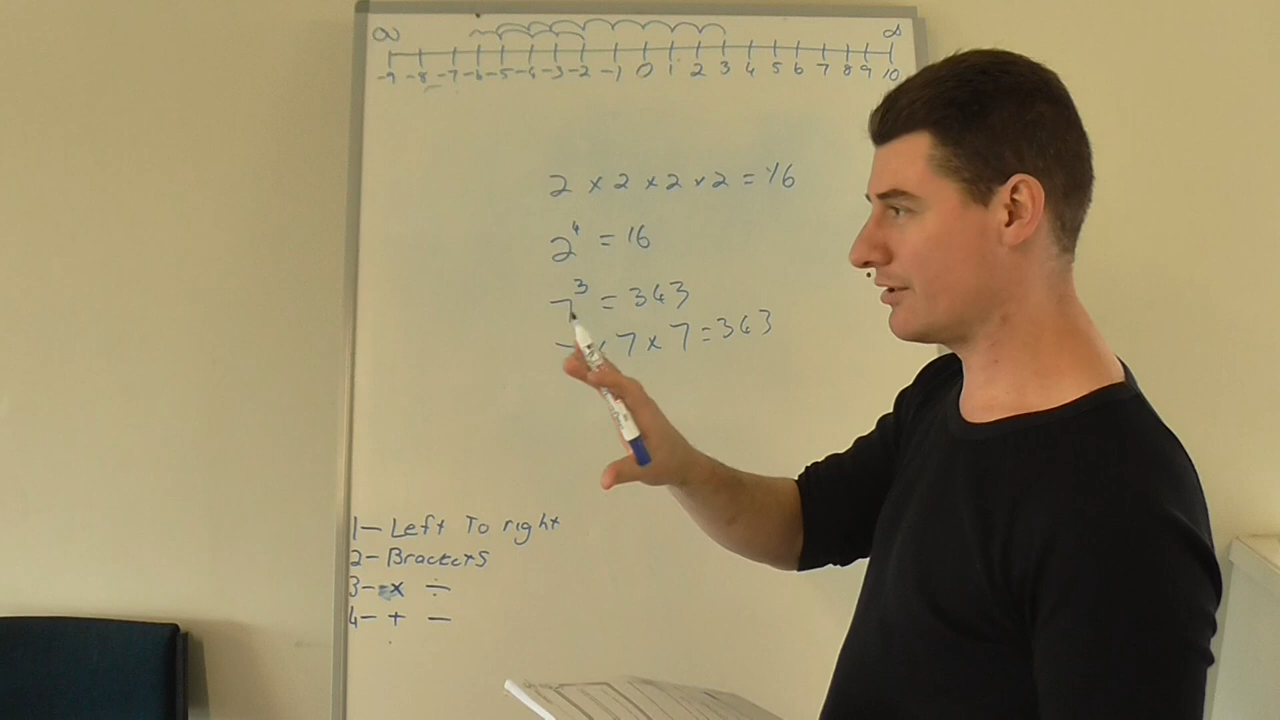 ∞ ∞
-9 -8 -7 -6 -5 -4 -3 -2 -1 0 1 2 3 4 5 6 7 8 9 10
2 × 2 × 2 × 2 = 16
2⁴ = 16
7³ = 343
× 7 × 7 = 343
1- Left To right
2- Brackets
3- × ÷
4- + -